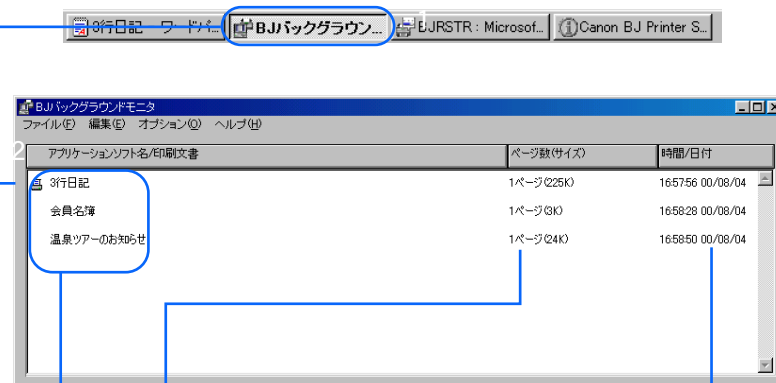 3行日記 - ワードパ... BJバックグラウン... BJRSTR : Microsof... Canon BJ Printer S...
1
BJバックグラウンドモニタ
ファイル(F) 編集(E) オプション(O) ヘルプ(H)
2
アプリケーションソフト名/印刷文書 ページ数(サイズ) 時間/日付
3行日記 1ページ(225K) 16:57:56 00/08/04
会員名簿 1ページ(3K) 16:58:28 00/08/04
温泉ツアーのお知らせ 1ページ(24K) 16:58:50 00/08/04